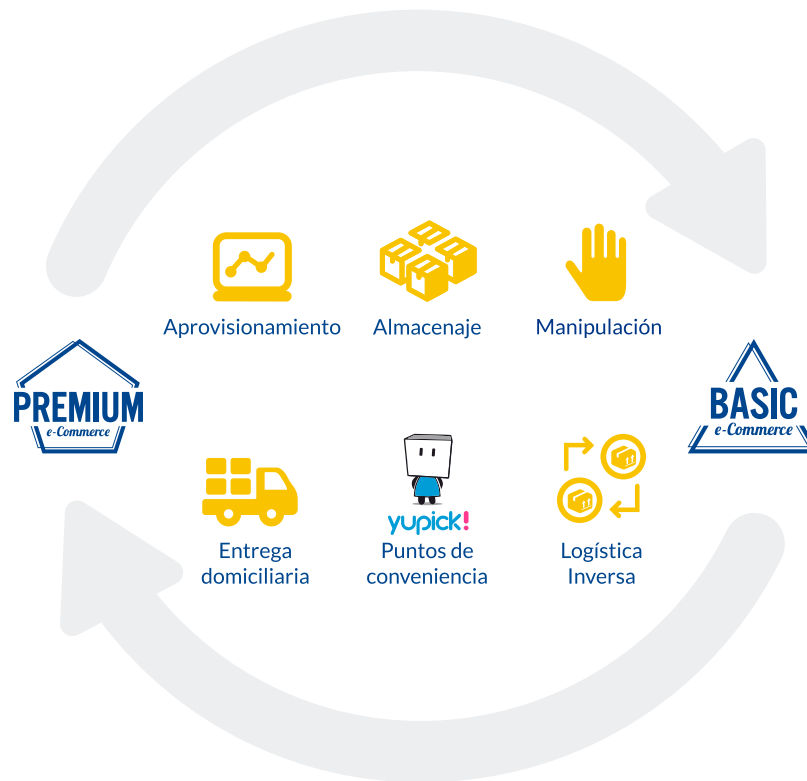 Aprovisionamiento
Almacenaje
Manipulación
PREMIUM
e-Commerce
BASIC
e-Commerce
yupick!
Entrega
domiciliaria
Puntos de
conveniencia
Logística
Inversa